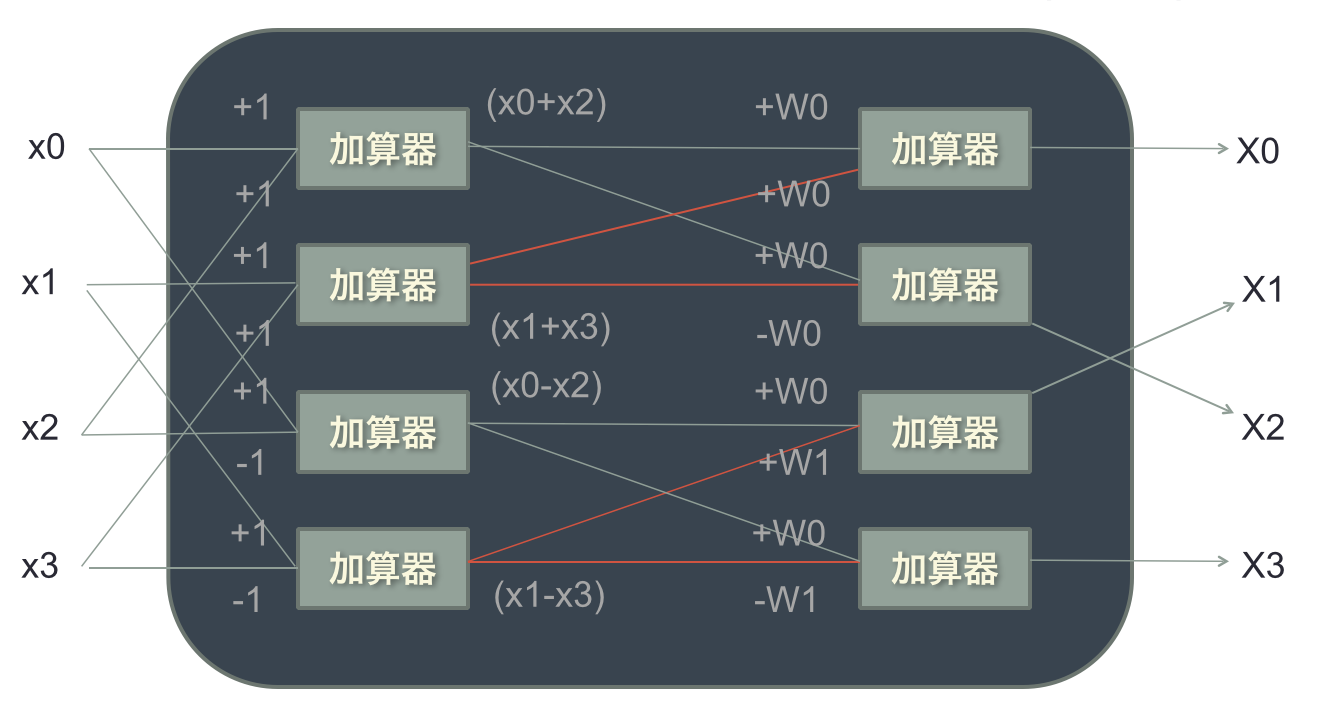 x0
x1
x2
x3
+1
+1
+1
+1
+1
-1
+1
-1
加算器
加算器
加算器
加算器
(x0+x2)
(x1+x3)
(x0-x2)
(x1-x3)
+W0
+W0
+W0
-W0
+W0
+W1
+W0
-W1
加算器
加算器
加算器
加算器
X0
X1
X2
X3